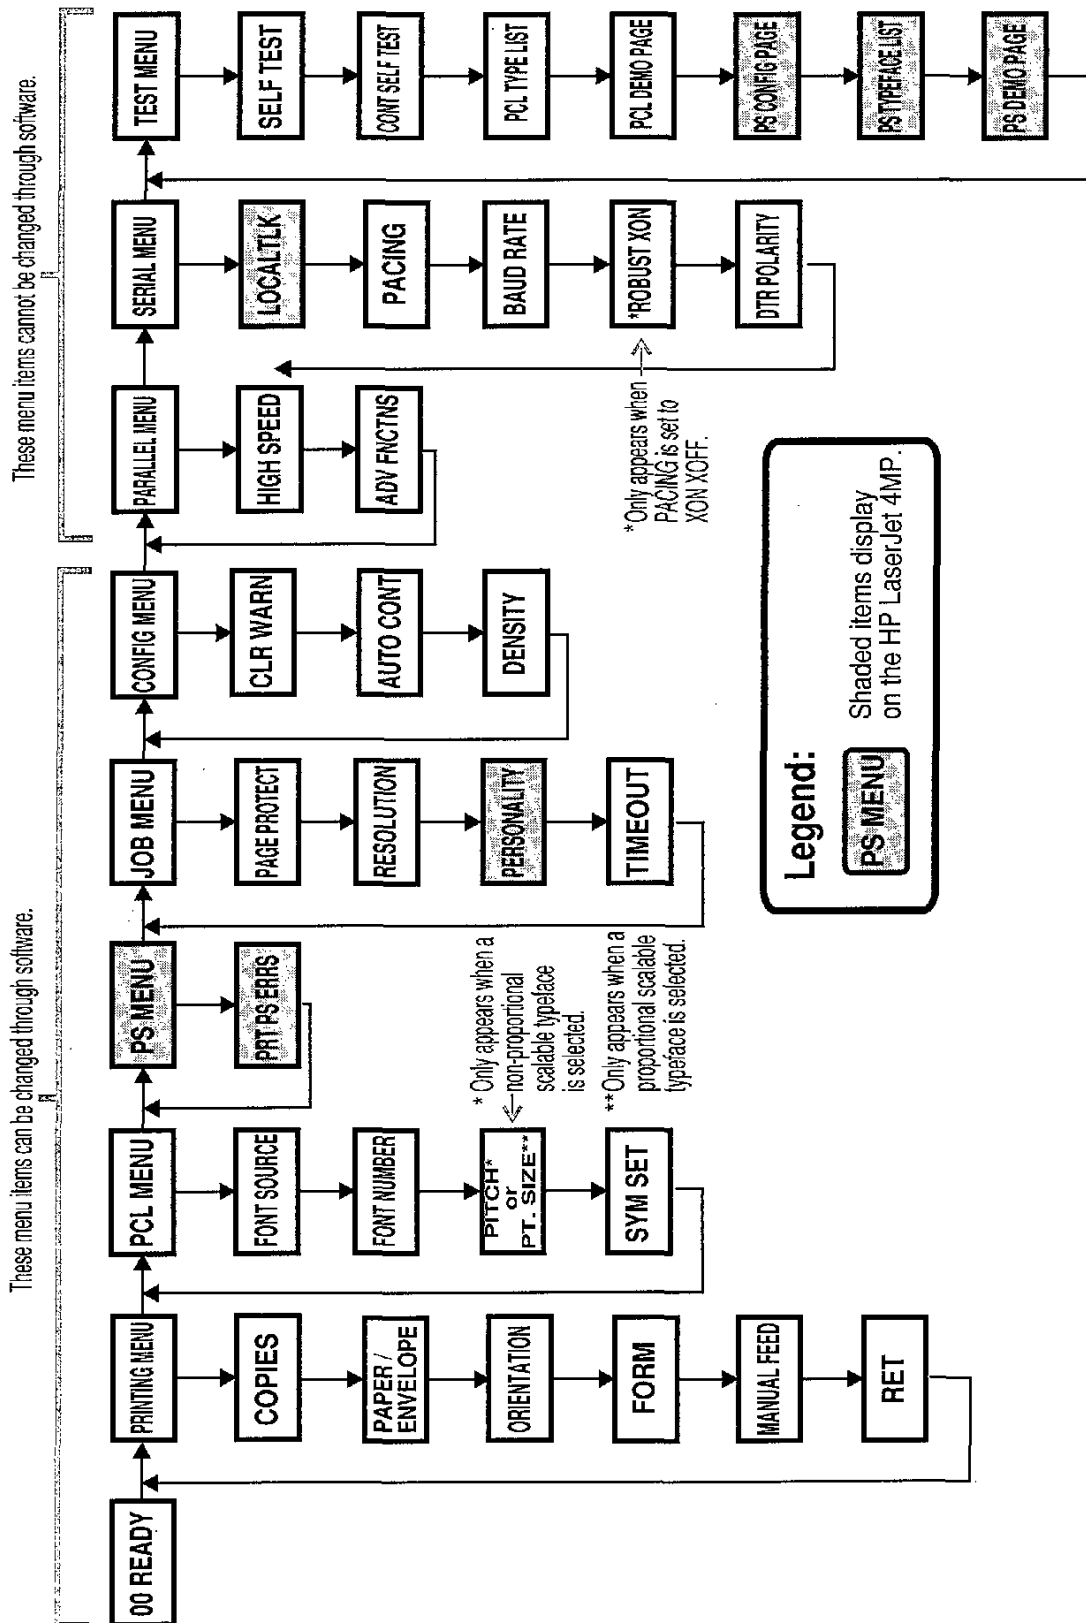 These menu items can be changed through software.
These menu items cannot be changed through software.
00 READY
PRINTING MENU
COPIES
PAPER /
ENVELOPE
ORIENTATION
FORM
MANUAL FEED
RET
PCL MENU
FONT SOURCE
FONT NUMBER
PITCH*
or
PT. SIZE**
SYM SET
* Only appears when a
non-proportional
scalable typeface
is selected.
** Only appears when a
proportional scalable
typeface is selected.
PS MENU
PRT PS ERRS
JOB MENU
PAGE PROTECT
RESOLUTION
PERSONALITY
TIMEOUT
CONFIG MENU
CLR WARN
AUTO CONT
DENSITY
PARALLEL MENU
HIGH SPEED
ADV FNCTNS
SERIAL MENU
LOCALTLK
PACING
BAUD RATE
*ROBUST XON
DTR POLARITY
*Only appears when
PACING is set to
XON XOFF.
TEST MENU
SELF TEST
CONT SELF TEST
PCL TYPE LIST
PCL DEMO PAGE
PS CONFIG PAGE
PS TYPEFACE LIST
PS DEMO PAGE
Legend:
PS MENU
Shaded items display
on the HP LaserJet 4MP.